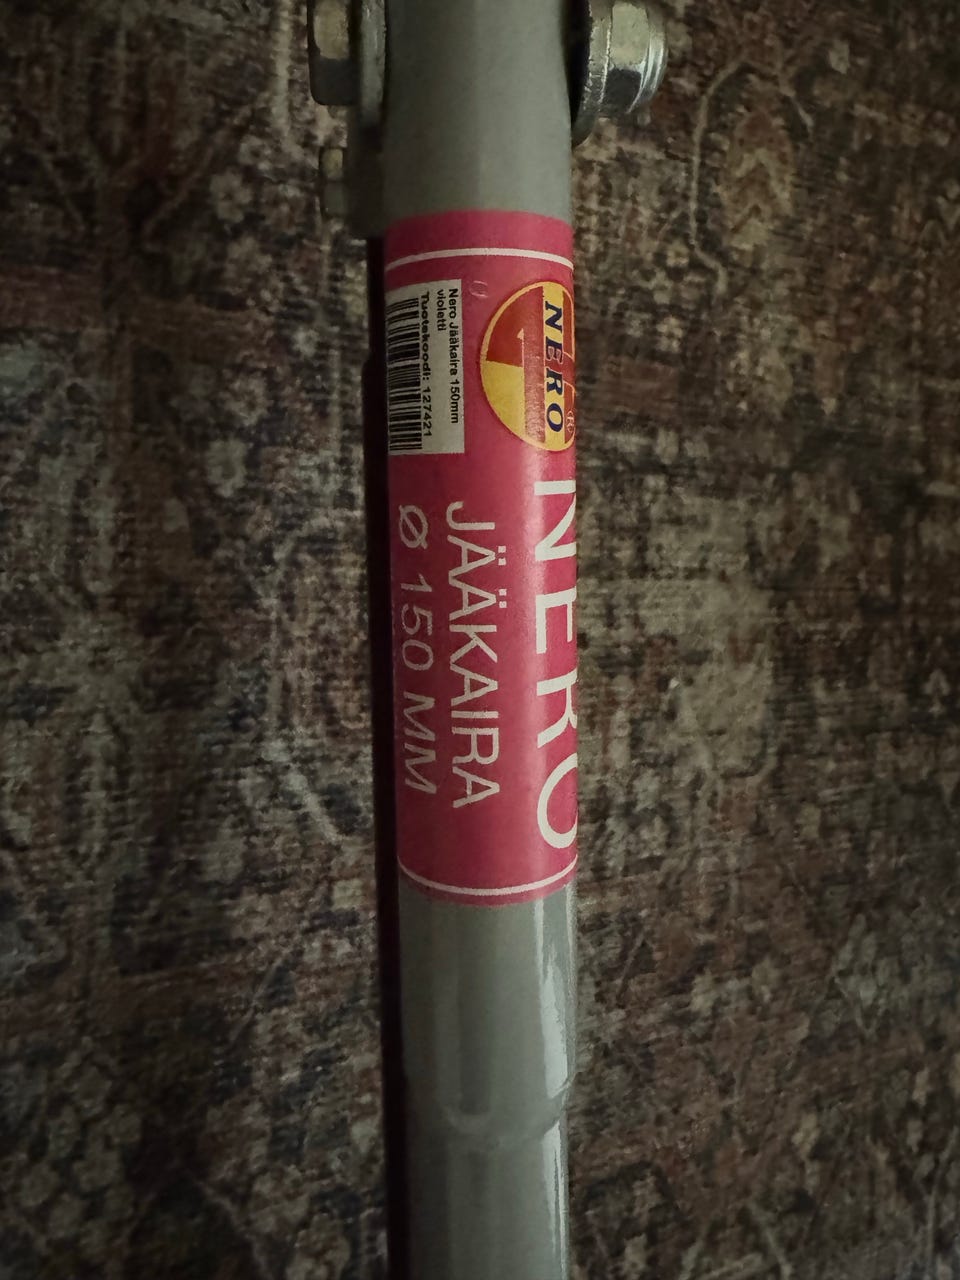 NERO
®
Nero Jääkaira 150mm
violetti
Tuotekoodi: 127421
NERO
JÄÄKAIRA
Ø 150 MM